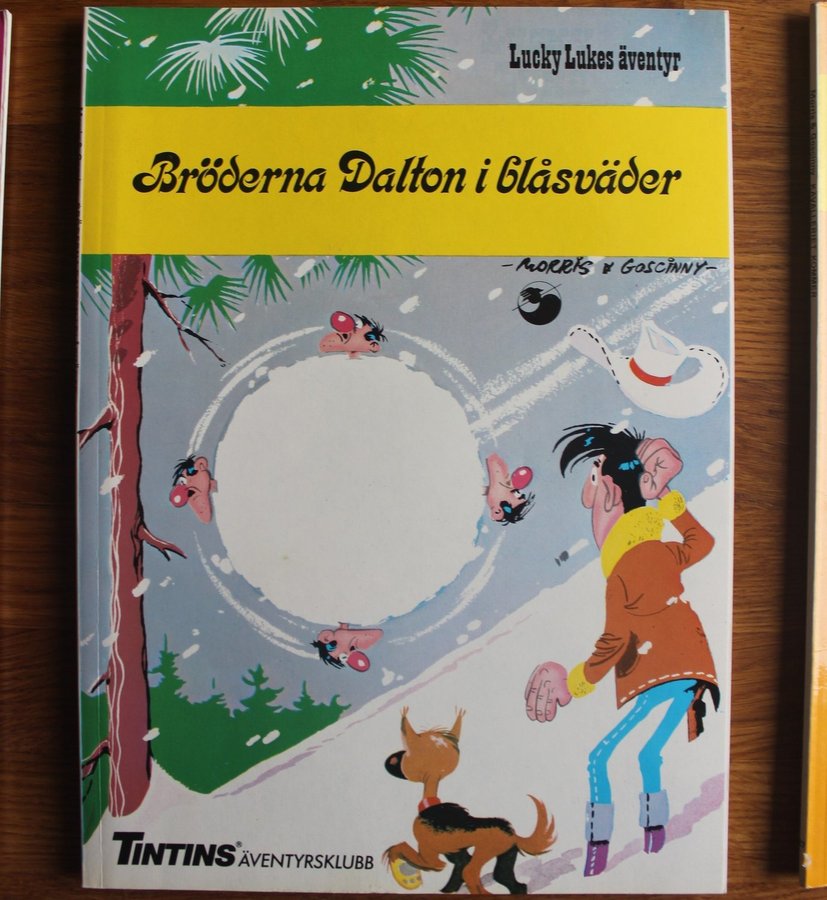 Lucky Lukes äventyr
Bröderna Dalton i blåsväder
- MORRIS & GOSCINNY -
TINTINS® ÄVENTYRSKLUBB